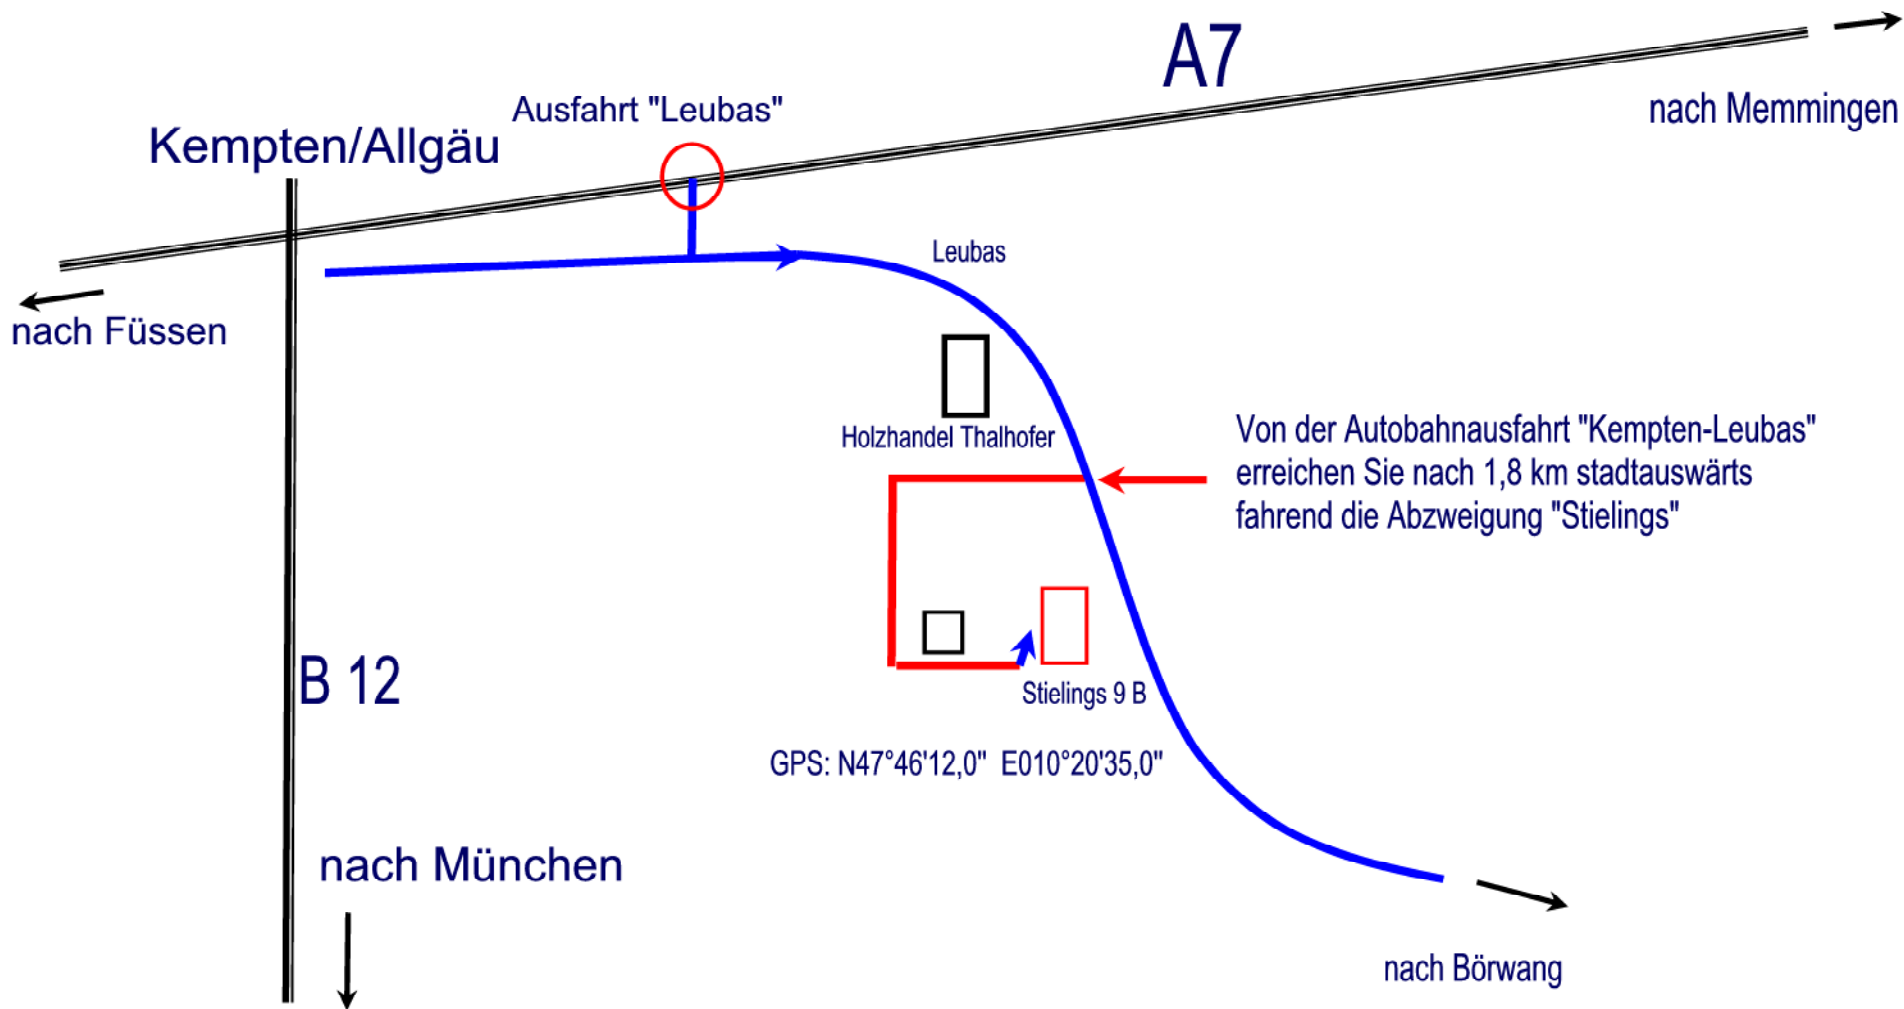 A7
nach Memmingen
Ausfahrt "Leubas"
Kempten/Allgäu
Leubas
nach Füssen
Holzhandel Thalhofer
Von der Autobahnausfahrt "Kempten-Leubas"
erreichen Sie nach 1,8 km stadtauswärts
fahrend die Abzweigung "Stielings"
B 12
Stielings 9 B
GPS: N47°46'12,0" E010°20'35,0"
nach München
nach Börwang